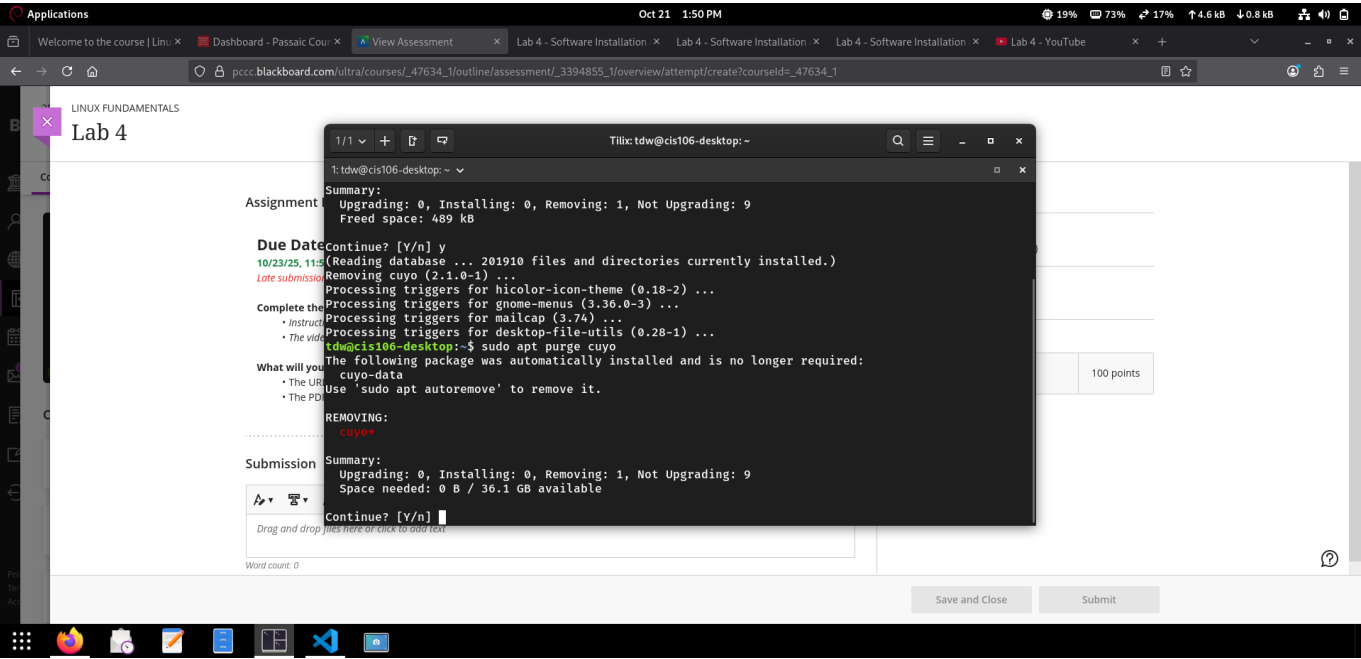 Applications
Oct 21 1:50 PM
19% 73% 17% ↑4.6 kB ↓0.8 kB
Welcome to the course | Linu
Dashboard - Passaic Cour
View Assessment
Lab 4 - Software Installation
Lab 4 - Software Installation
Lab 4 - Software Installation
Lab 4 - YouTube
pccc.blackboard.com/ultra/courses/_47634_1/outline/assessment/_3394855_1/overview/attempt/create?courseId=_47634_1
LINUX FUNDAMENTALS
Lab 4
1/1
Tilix: tdw@cis106-desktop: ~
1: tdw@cis106-desktop: ~
Summary:
Upgrading: 0, Installing: 0, Removing: 1, Not Upgrading: 9
Freed space: 489 kB
Continue? [Y/n] y
(Reading database ... 201910 files and directories currently installed.)
Removing cuyo (2.1.0-1) ...
Processing triggers for hicolor-icon-theme (0.18-2) ...
Processing triggers for gnome-menus (3.36.0-3) ...
Processing triggers for mailcap (3.74) ...
Processing triggers for desktop-file-utils (0.28-1) ...
tdw@cis106-desktop:~$ sudo apt purge cuyo
The following package was automatically installed and is no longer required:
cuyo-data
Use 'sudo apt autoremove' to remove it.
REMOVING:
cuyo*
Summary:
Upgrading: 0, Installing: 0, Removing: 1, Not Upgrading: 9
Space needed: 0 B / 36.1 GB available
Continue? [Y/n]
Assignment
Due Date
10/23/25, 11:5
Late submission
Complete the
• Instructi
• The vide
What will you
• The UR
• The PD
100 points
Submission
Drag and drop files here or click to add text
Word count: 0
Save and Close
Submit